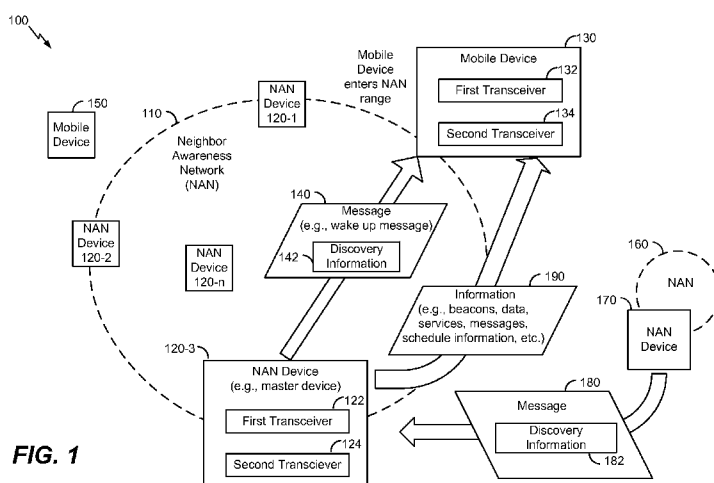 100
150
Mobile
Device
110
NAN
Device
120-1
Neighbor
Awareness
Network
(NAN)
Mobile
Device
enters NAN
range
130
Mobile Device
132
First Transceiver
134
Second Transceiver
NAN
Device
120-2
NAN
Device
120-n
140
Message
(e.g., wake up message)
142
Discovery
Information
190
Information
(e.g., beacons, data,
services, messages,
schedule information, etc.)
160
NAN
170
NAN
Device
120-3
NAN Device
(e.g., master device)
122
First Transceiver
124
Second Transciever
180
Message
Discovery
Information
182
FIG. 1